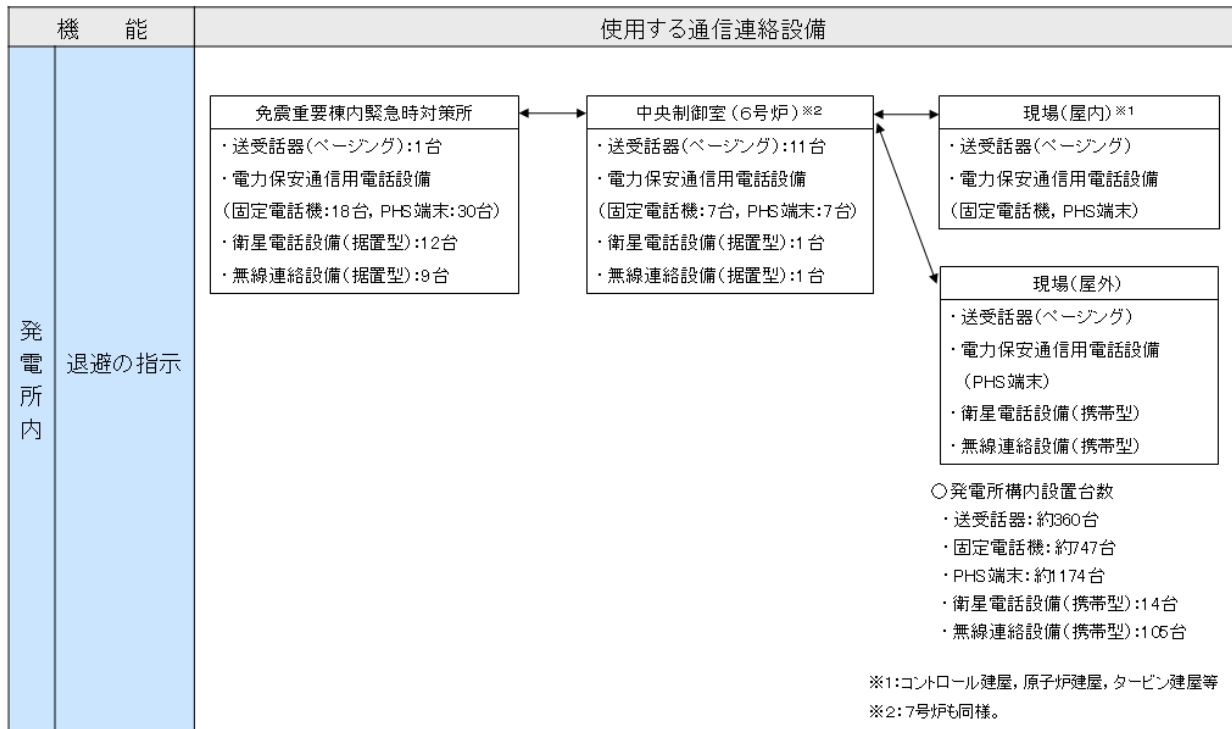 機　能
使用する通信連絡設備
発電所内
退避の指示
免震重要棟内緊急時対策所
・送受話器(ページング):1台
・電力保安通信用電話設備
(固定電話機:18台, PHS端末:30台)
・衛星電話設備(据置型):12台
・無線連絡設備(据置型):9台
中央制御室(6号炉)※2
・送受話器(ページング):11台
・電力保安通信用電話設備
(固定電話機:7台, PHS端末:7台)
・衛星電話設備(据置型):1台
・無線連絡設備(据置型):1台
現場(屋内)※1
・送受話器(ページング)
・電力保安通信用電話設備
(固定電話機, PHS端末)
現場(屋外)
・送受話器(ページング)
・電力保安通信用電話設備
(PHS端末)
・衛星電話設備(携帯型)
・無線連絡設備(携帯型)
○発電所構内設置台数
・送受話器:約360台
・固定電話機:約747台
・PHS端末:約1174台
・衛星電話設備(携帯型):14台
・無線連絡設備(携帯型):105台
※1:コントロール建屋, 原子炉建屋, タービン建屋等
※2:7号炉も同様。